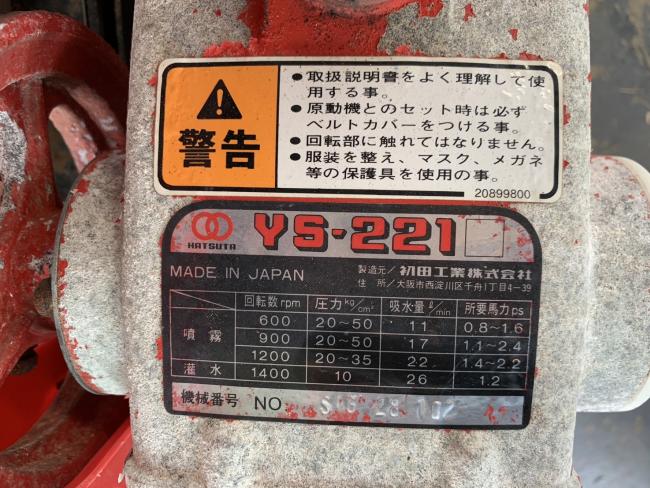 警告
●取扱説明書をよく理解して使
用する事。
●原動機とのセット時は必ず
ベルトカバーをつける事。
●回転部に触れてはなりません。
●服装を整え、マスク、メガネ
等の保護具を使用の事。
20899800
HATSUTA YS-221
MADE IN JAPAN 製造元/初田工業株式会社
住所/大阪市西淀川区千舟1丁目4-39
回転数rpm 圧力kg/cm² 吸水量ℓ/min 所要馬力ps
噴霧 600 20~50 11 0.8~1.6
900 20~50 17 1.1~2.4
1200 20~35 22 1.4~2.2
灌水 1400 10 26 1.2
機械番号 NO